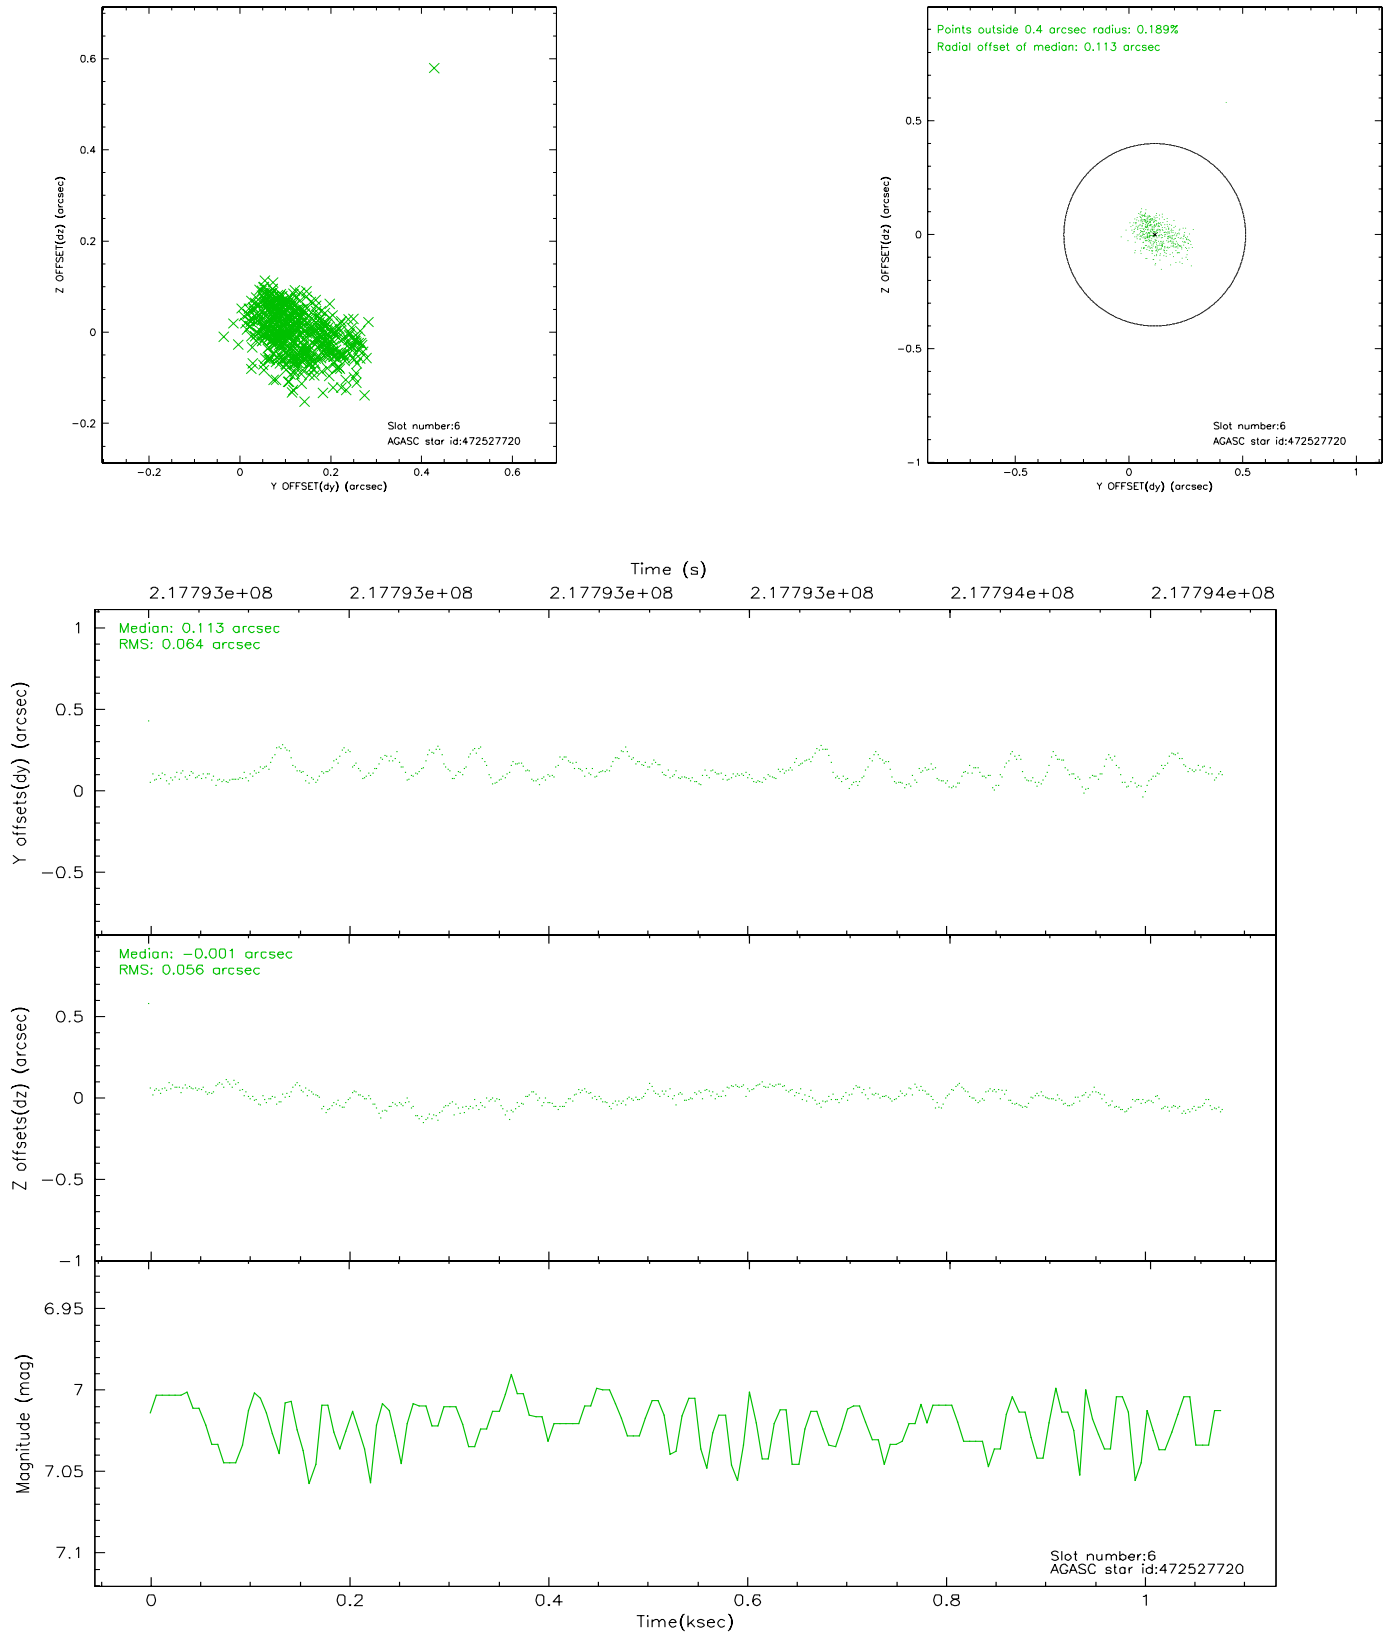 0.6
0.4
0.2
0
−0.2
Z OFFSET(dz) (arcsec)
Slot number:6
AGASC star id:472527720
−0.2 0 0.2 0.4 0.6
Y OFFSET(dy) (arcsec)
Points outside 0.4 arcsec radius: 0.189%
Radial offset of median: 0.113 arcsec
0.5
0
−0.5
−1
Z OFFSET(dz) (arcsec)
Slot number:6
AGASC star id:472527720
−0.5 0 0.5 1
Y OFFSET(dy) (arcsec)
Time (s)
2.17793e+08 2.17793e+08 2.17793e+08 2.17793e+08 2.17794e+08 2.17794e+08
Median: 0.113 arcsec
RMS: 0.064 arcsec
1
0.5
0
−0.5
Y offsets(dy) (arcsec)
Median: −0.001 arcsec
RMS: 0.056 arcsec
0.5
0
−0.5
−1
Z offsets(dz) (arcsec)
6.95
7
7.05
7.1
Magnitude (mag)
Slot number:6
AGASC star id:472527720
0 0.2 0.4 0.6 0.8 1
Time(ksec)